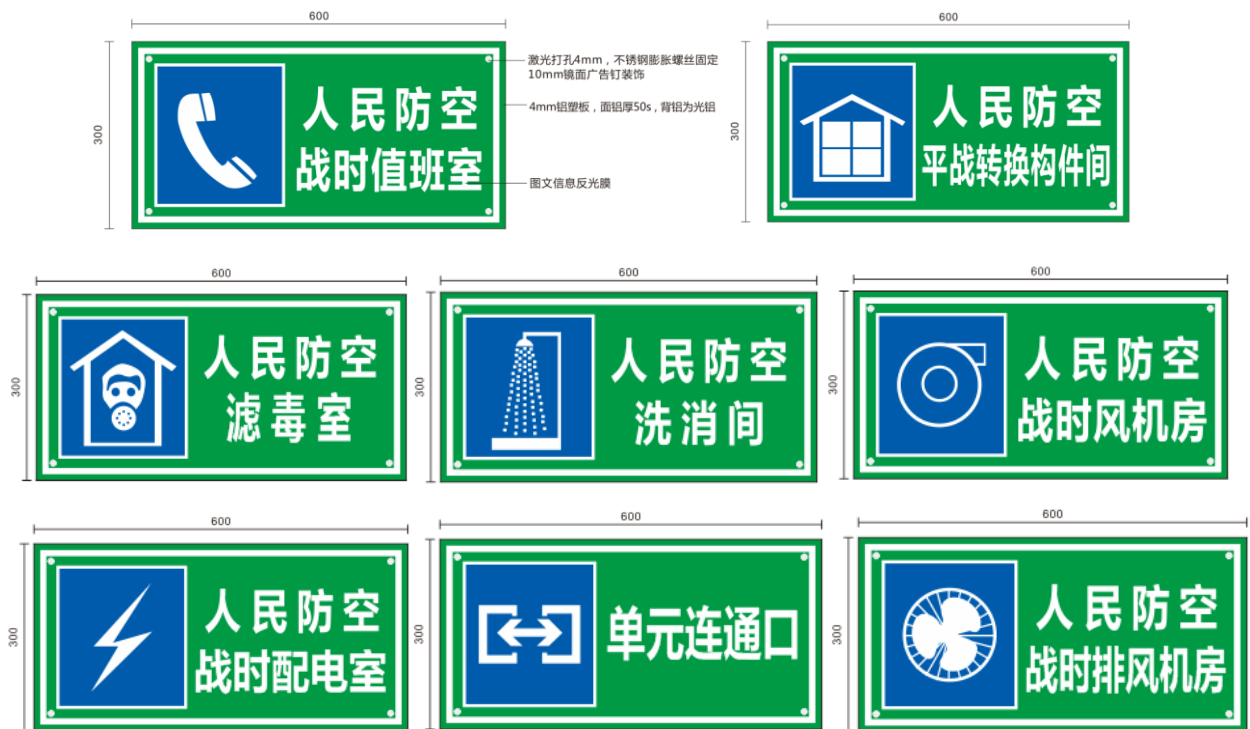 600
600
300
人民防空
战时值班室
激光打孔4mm，不锈钢膨胀螺丝固定
10mm镜面广告钉装饰
4mm铝塑板，面铝厚50s，背铝为光铝
图文信息反光膜
300
人民防空
平战转换构件间
600
600
600
300
人民防空
滤毒室
300
人民防空
洗消间
300
人民防空
战时风机房
600
600
600
300
人民防空
战时配电室
300
单元连通口
300
人民防空
战时排风机房